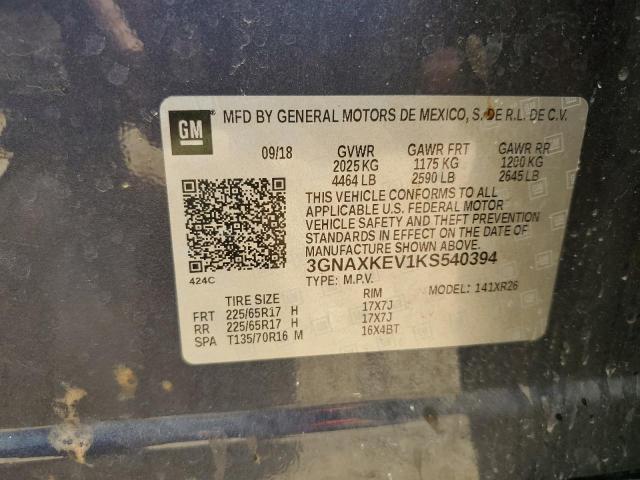 GM ® MFD BY GENERAL MOTORS DE MEXICO, S. DE R.L. DE C.V.
09/18 GVWR GAWR FRT GAWR RR
2025 KG 1175 KG 1200 KG
4464 LB 2590 LB 2645 LB
THIS VEHICLE CONFORMS TO ALL
APPLICABLE U.S. FEDERAL MOTOR
VEHICLE SAFETY AND THEFT PREVENTION
STANDARDS IN EFFECT ON THE DATE OF
MANUFACTURE SHOWN ABOVE.
3GNAXKEV1KS540394
424C TYPE: M.P.V. MODEL: 141XR26
TIRE SIZE RIM
FRT 225/65R17 H 17X7J
RR 225/65R17 H 17X7J
SPA T135/70R16 M 16X4BT